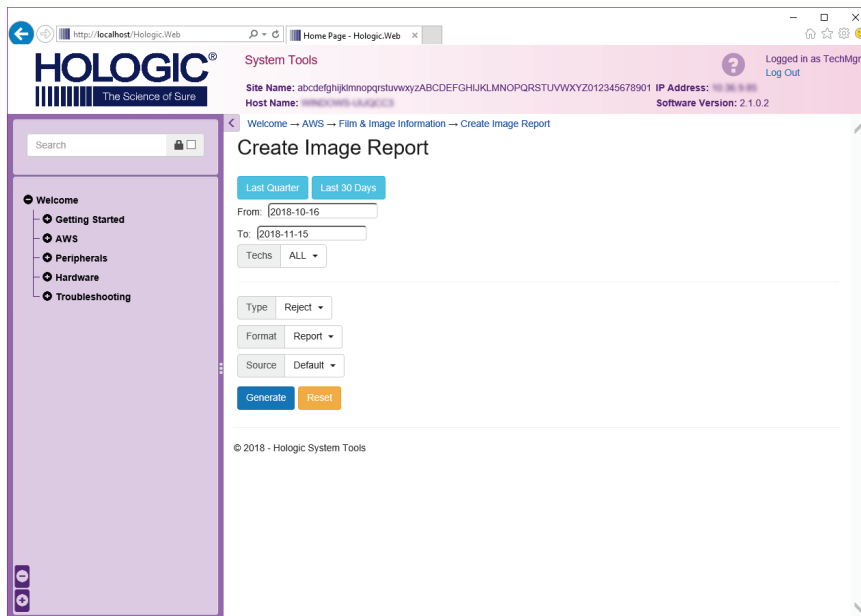 http://localhost/Hologic.Web
Home Page - Hologic.Web
HOLOGIC®
The Science of Sure
System Tools
Logged in as TechMgr
Log Out
Site Name: abcdefghijklmnopqrstuvwxyzABCDEFGHIJKLMNOPQRSTUVWXYZ012345678901 IP Address:
Host Name:
Software Version: 2.1.0.2
Search
Welcome → AWS → Film & Image Information → Create Image Report
Create Image Report
Last Quarter Last 30 Days
From: 2018-10-16
To: 2018-11-15
Techs ALL
Type Reject
Format Report
Source Default
Generate Reset
© 2018 - Hologic System Tools
Welcome
Getting Started
AWS
Peripherals
Hardware
Troubleshooting